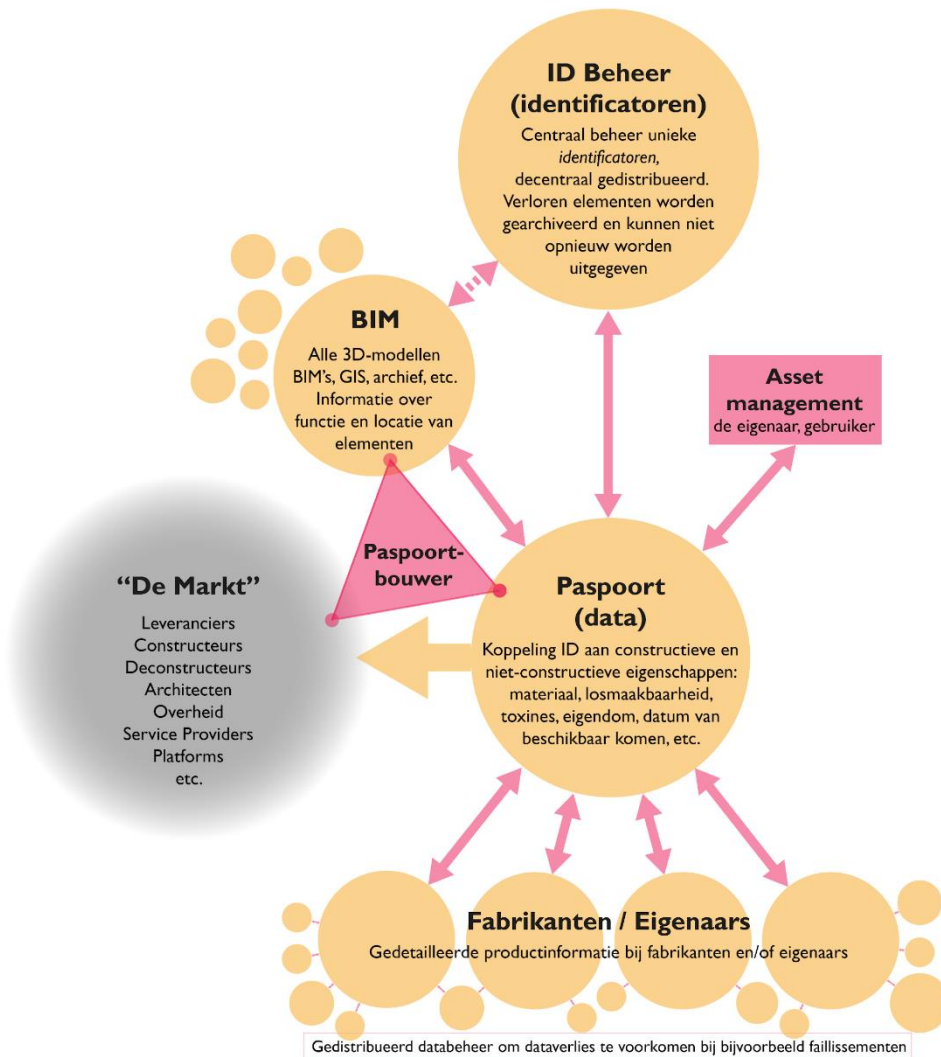 ID Beheer
(identificatoren)
Centraal beheer unieke
identificatoren,
decentraal gedistribueerd.
Verloren elementen worden
gearchiveerd en kunnen niet
opnieuw worden
uitgegeven
BIM
Alle 3D-modellen
BIM's, GIS, archief, etc.
Informatie over
functie en locatie van
elementen
Asset
management
de eigenaar, gebruiker
Paspoort-
bouwer
“De Markt”
Leveranciers
Constructeurs
Deconstructeurs
Architecten
Overheid
Service Providers
Platforms
etc.
Paspoort
(data)
Koppeling ID aan constructieve en
niet-constructieve eigenschappen:
materiaal, losmaakbaarheid,
toxines, eigendom, datum van
beschikbaar komen, etc.
Fabrikanten / Eigenaars
Gedetailleerde productinformatie bij fabrikanten en/of eigenaars
Gedistribueerd databeheer om dataverlies te voorkomen bij bijvoorbeeld faillissementen